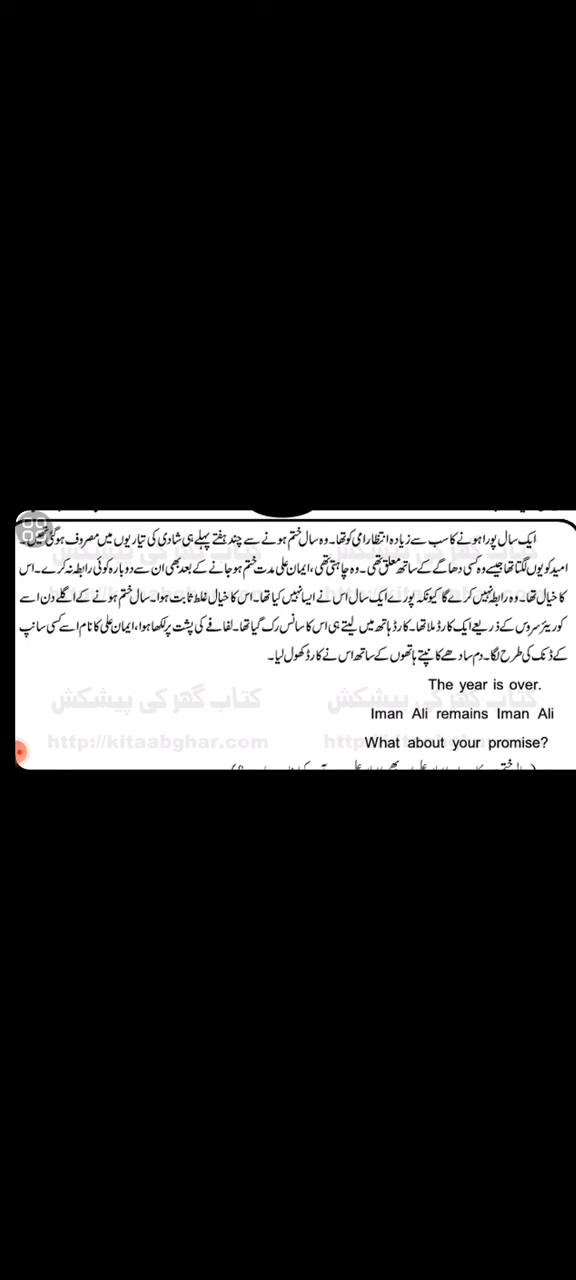 ایک سال پورا ہونے کا سب سے زیادہ انتظار امی کو تھا۔ وہ سال ختم ہونے سے چند ہفتے پہلے ہی شادی کی تیاریوں میں مصروف ہو گئی تھیں۔
امید کو یوں لگتا تھا جیسے وہ کسی دھاگے کے ساتھ معلق تھی۔ وہ چاہتی تھی، ایمان علی مدت ختم ہو جانے کے بعد بھی ان سے دوبارہ کوئی رابطہ نہ کرے۔ اس
کا خیال تھا۔ وہ رابطہ نہیں کرے گا کیونکہ پورے ایک سال اس نے ایسا نہیں کیا تھا۔ اس کا خیال غلط ثابت ہوا۔ سال ختم ہونے کے اگلے دن اسے
کوریئر سروس کے ذریعے ایک کارڈ ملا تھا۔ کارڈ ہاتھ میں لیتے ہی اس کا سانس رک گیا تھا۔ لفافے کی پشت پر لکھا ہوا، ایمان علی کا نام اسے کسی سانپ
کے ڈنک کی طرح لگا۔ دم سادھے کانپتے ہاتھوں کے ساتھ اس نے کارڈ کھول لیا۔
The year is over.
کتاب گھر کی پیشکش کتاب گھر کی پیشکش
Iman Ali remains Iman Ali
http://kitaabghar.com http://kitaabghar.com
What about your promise?